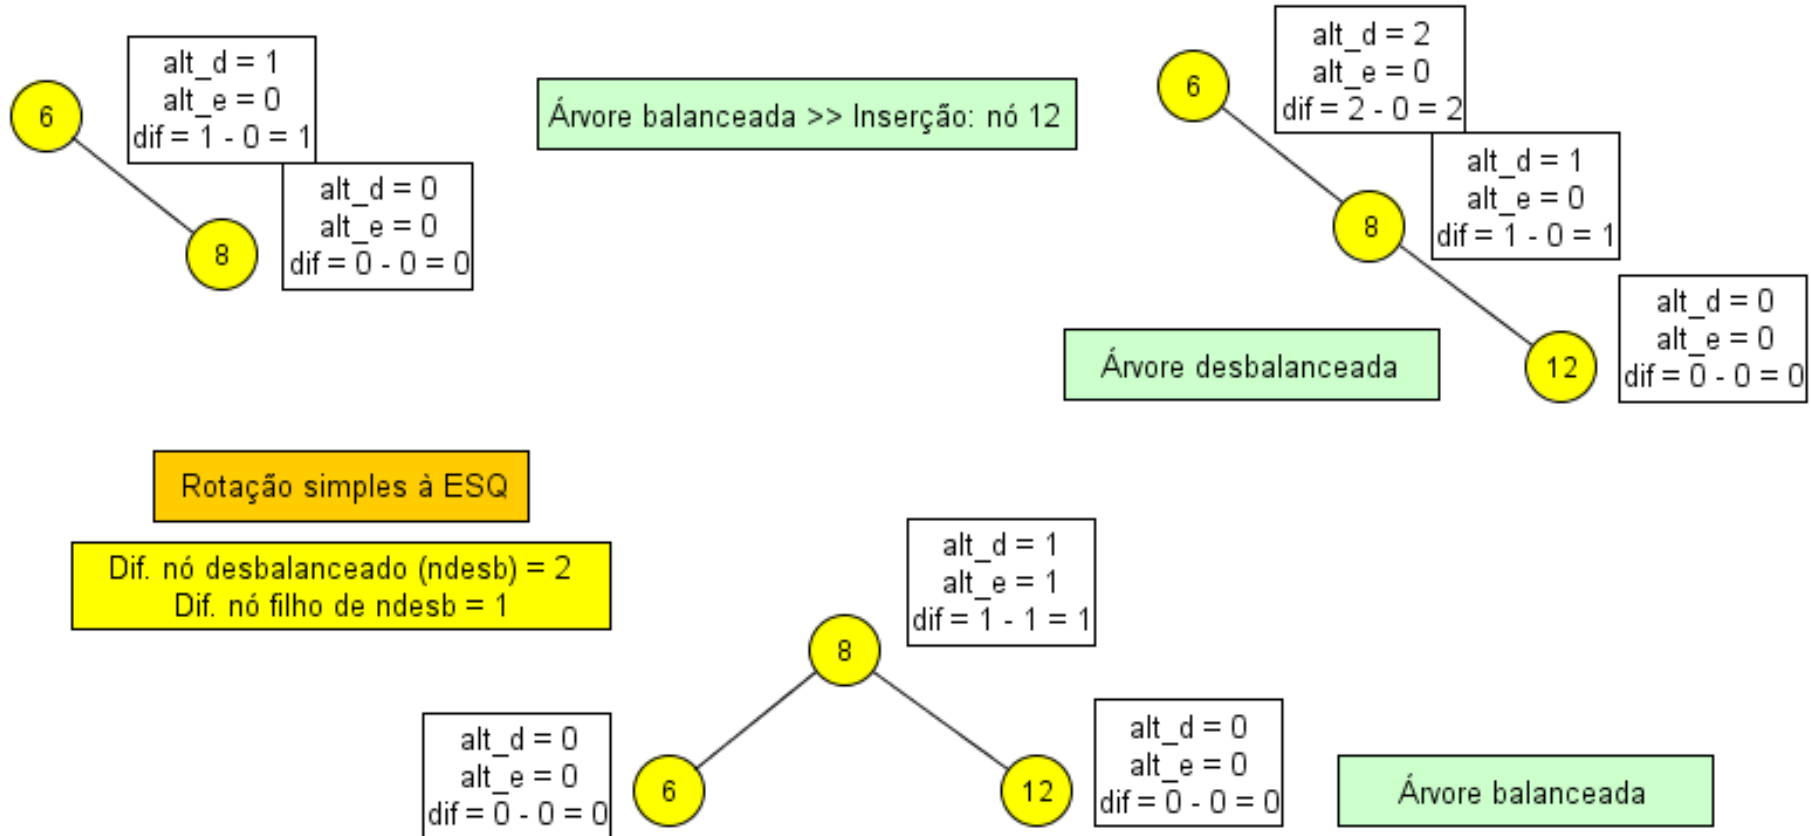 6
alt_d = 1
alt_e = 0
dif = 1 - 0 = 1
8
alt_d = 0
alt_e = 0
dif = 0 - 0 = 0
Árvore balanceada >> Inserção: nó 12
6
alt_d = 2
alt_e = 0
dif = 2 - 0 = 2
8
alt_d = 1
alt_e = 0
dif = 1 - 0 = 1
12
alt_d = 0
alt_e = 0
dif = 0 - 0 = 0
Árvore desbalanceada
Rotação simples à ESQ
Dif. nó desbalanceado (ndesb) = 2
Dif. nó filho de ndesb = 1
8
alt_d = 1
alt_e = 1
dif = 1 - 1 = 1
alt_d = 0
alt_e = 0
dif = 0 - 0 = 0
6
12
alt_d = 0
alt_e = 0
dif = 0 - 0 = 0
Árvore balanceada